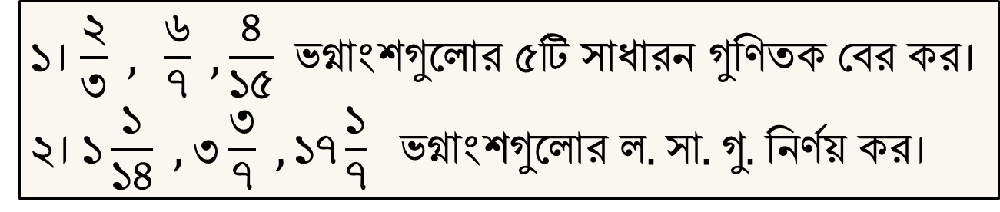 ১। ২/৩ , ৬/৭ , ৪/১৫ ভগ্নাংশগুলোর ৫টি সাধারন গুণিতক বের কর।
২। ১ ১/১৪ , ৩ ৩/৭ , ১৭ ১/৭ ভগ্নাংশগুলোর ল. সা. গু. নির্ণয় কর।